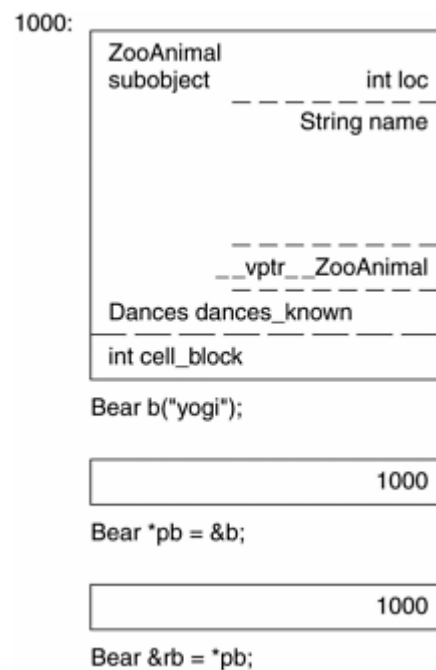 1000:
ZooAnimal
subobject int loc
String name
__vptr__ZooAnimal
Dances dances_known
int cell_block
Bear b("yogi");
1000
Bear *pb = &b;
1000
Bear &rb = *pb;